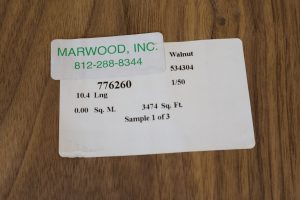 MARWOOD, INC.
812-288-8344
Walnut
534304
776260 1/50
10.4 Lng
0.00 Sq. M. 3474 Sq. Ft.
Sample 1 of 3